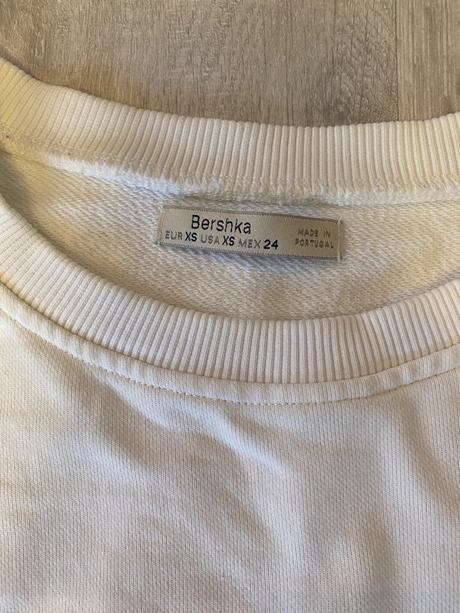 Bershka
EUR XS USA XS MEX 24
MADE IN
PORTUGAL